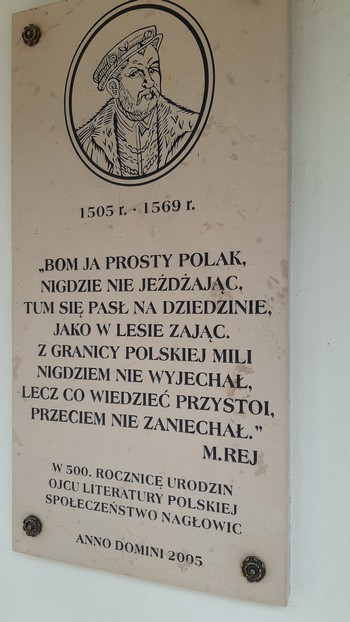 1505 r. - 1569 r.
„BOM JA PROSTY POLAK,
NIGDZIE NIE JEŻDŻAJĄC,
TUM SIĘ PASŁ NA DZIEDZINIE,
JAKO W LESIE ZAJĄC.
Z GRANICY POLSKIEJ MILI
NIGDZIEM NIE WYJECHAŁ,
LECZ CO WIEDZIEĆ PRZYSTOI,
PRZECIEM NIE ZANIECHAŁ.”
M.REJ
W 500. ROCZNICĘ URODZIN
OJCU LITERATURY POLSKIEJ
SPOŁECZEŃSTWO NAGŁOWIC
ANNO DOMINI 2005